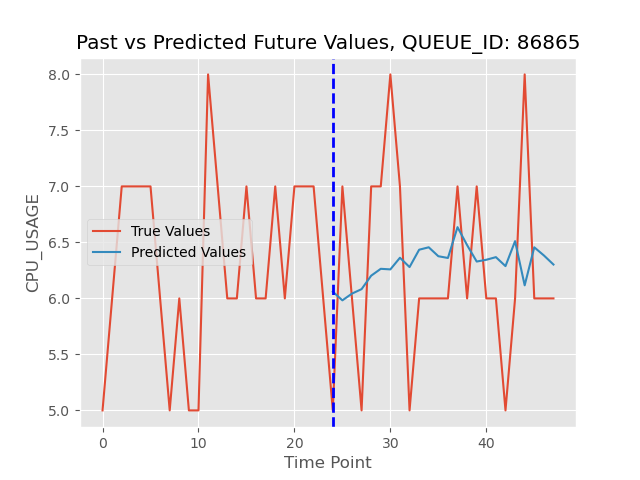 Past vs Predicted Future Values, QUEUE_ID: 86865
8.0
7.5
7.0
6.5
6.0
5.5
5.0
CPU_USAGE
True Values
Predicted Values
0 10 20 30 40
Time Point